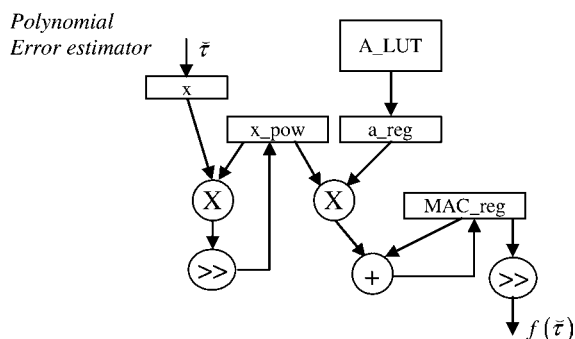 Polynomial
Error estimator
τ̆
A_LUT
x
x_pow
a_reg
X
X
MAC_reg
>>
+
>>
f(τ̆)